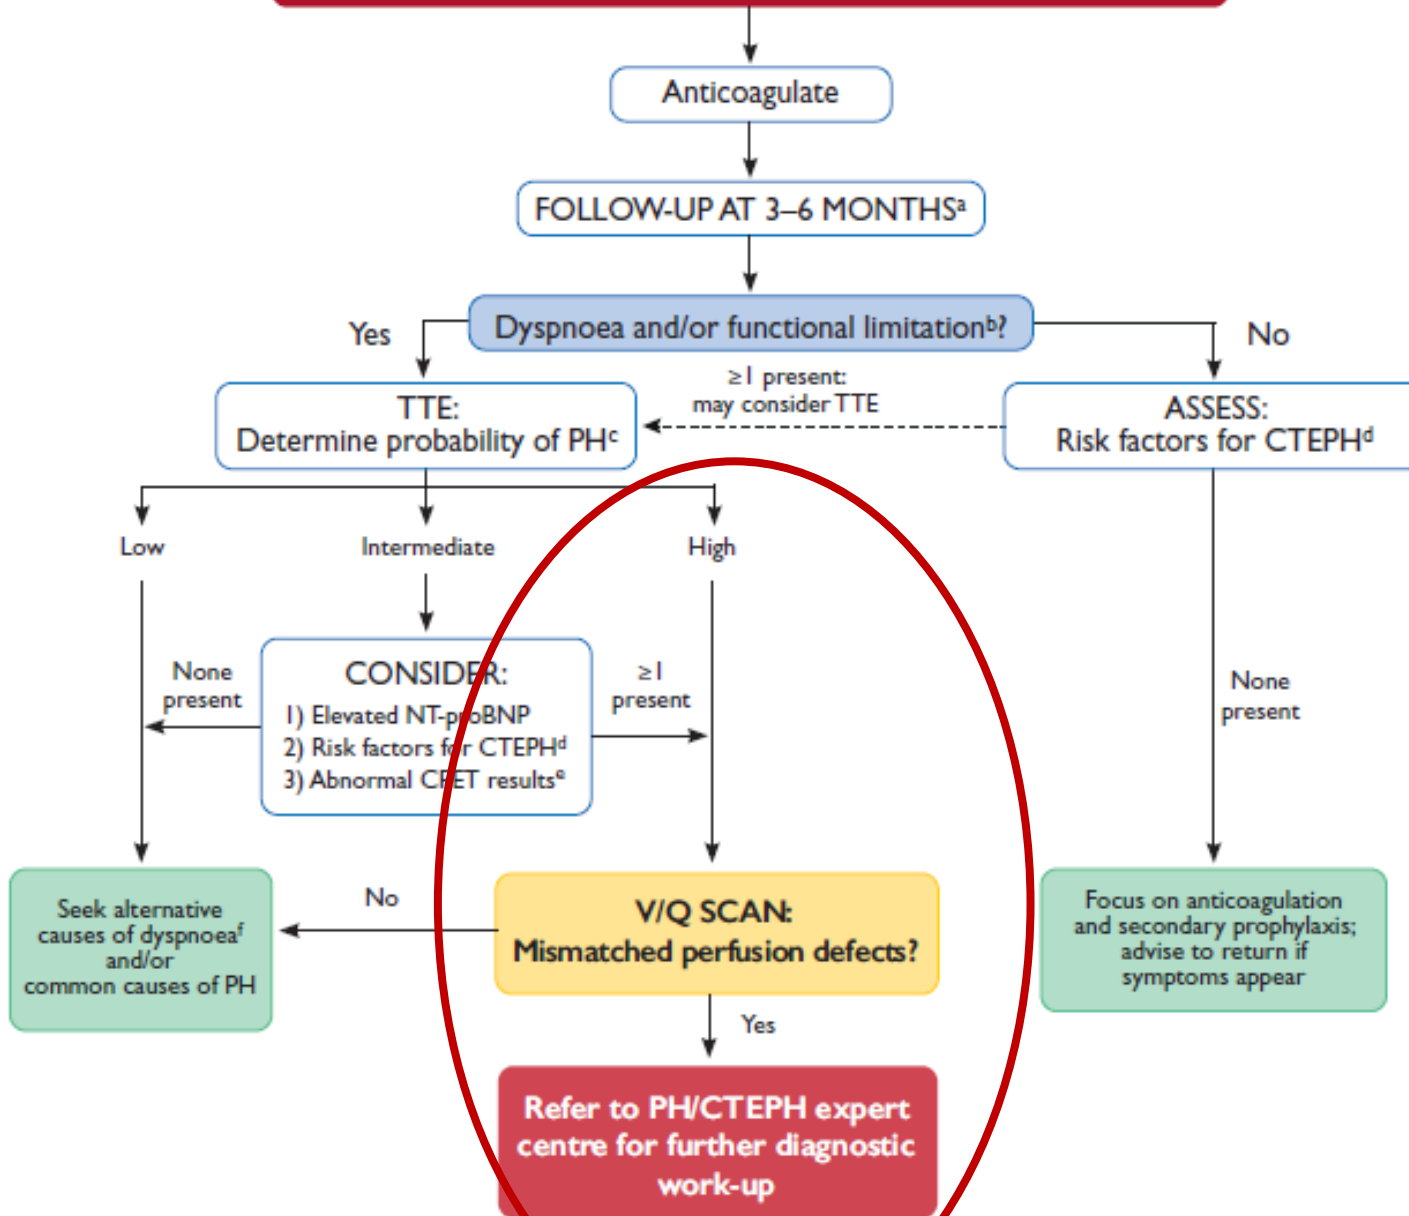 Anticoagulate
FOLLOW-UP AT 3–6 MONTHSᵃ
Dyspnoea and/or functional limitationᵇ?
Yes
No
≥1 present:
may consider TTE
TTE:
Determine probability of PHᶜ
ASSESS:
Risk factors for CTEPHᵈ
Low
Intermediate
High
None
present
CONSIDER:
1) Elevated NT-proBNP
2) Risk factors for CTEPHᵈ
3) Abnormal CPET resultsᵉ
≥1
present
None
present
Seek alternative
causes of dyspnoeaᶠ
and/or
common causes of PH
No
V/Q SCAN:
Mismatched perfusion defects?
Focus on anticoagulation
and secondary prophylaxis;
advise to return if
symptoms appear
Yes
Refer to PH/CTEPH expert
centre for further diagnostic
work-up